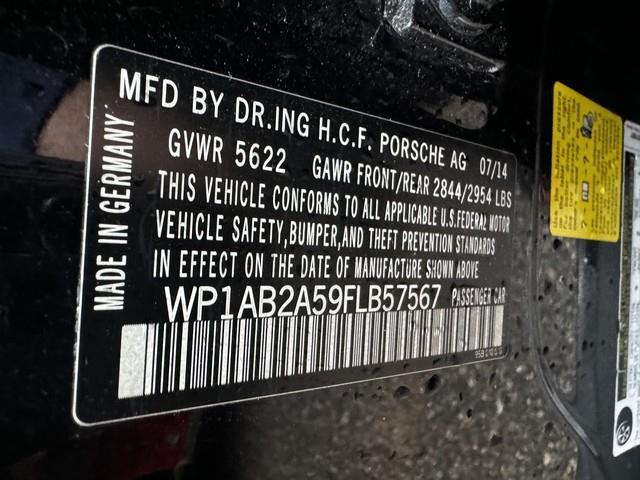 MFD BY DR.ING H.C.F. PORSCHE AG 07/14
GVWR 5622 GAWR FRONT/REAR 2844/2954 LBS
THIS VEHICLE CONFORMS TO ALL APPLICABLE U.S.FEDERAL MOTOR
VEHICLE SAFETY,BUMPER,AND THEFT PREVENTION STANDARDS
IN EFFECT ON THE DATE OF MANUFACTURE SHOWN ABOVE.
WP1AB2A59FLB57567 PASSENGER CAR
MADE IN GERMANY